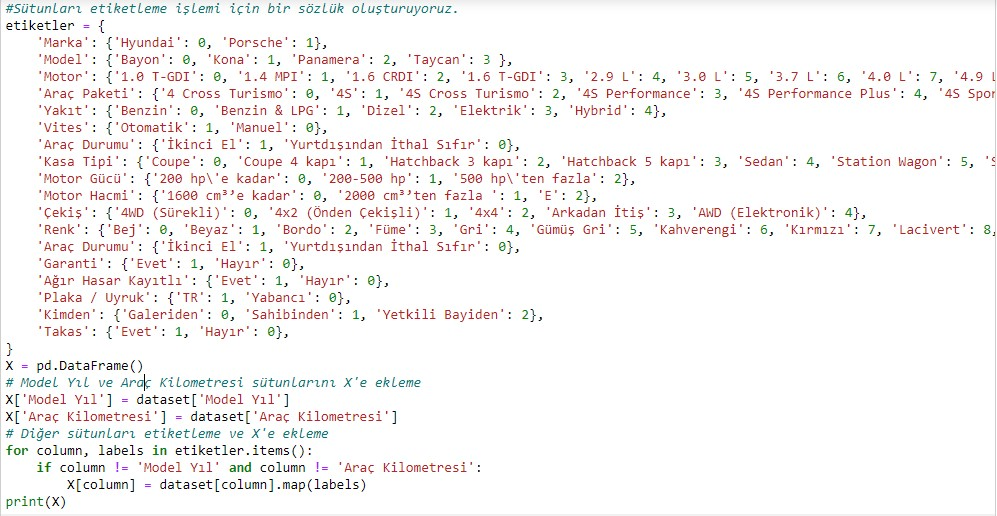 #Sütunları etiketleme işlemi için bir sözlük oluşturuyoruz.
etiketler = {
    'Marka': {'Hyundai': 0, 'Porsche': 1},
    'Model': {'Bayon': 0, 'Kona': 1, 'Panamera': 2, 'Taycan': 3 },
    'Motor': {'1.0 T-GDI': 0, '1.4 MPI': 1, '1.6 CRDI': 2, '1.6 T-GDI': 3, '2.9 L': 4, '3.0 L': 5, '3.7 L': 6, '4.0 L': 7, '4.9 L
    'Araç Paketi': {'4 Cross Turismo': 0, '4S': 1, '4S Cross Turismo': 2, '4S Performance': 3, '4S Performance Plus': 4, '4S Spor
    'Yakıt': {'Benzin': 0, 'Benzin & LPG': 1, 'Dizel': 2, 'Elektrik': 3, 'Hybrid': 4},
    'Vites': {'Otomatik': 1, 'Manuel': 0},
    'Araç Durumu': {'İkinci El': 1, 'Yurtdışından İthal Sıfır': 0},
    'Kasa Tipi': {'Coupe': 0, 'Coupe 4 kapı': 1, 'Hatchback 3 kapı': 2, 'Hatchback 5 kapı': 3, 'Sedan': 4, 'Station Wagon': 5, 'S
    'Motor Gücü': {'200 hp\'e kadar': 0, '200-500 hp': 1, '500 hp\'ten fazla': 2},
    'Motor Hacmi': {'1600 cm³'e kadar': 0, '2000 cm³'ten fazla ': 1, 'E': 2},
    'Çekiş': {'4WD (Sürekli)': 0, '4x2 (Önden Çekişli)': 1, '4x4': 2, 'Arkadan İtiş': 3, 'AWD (Elektronik)': 4},
    'Renk': {'Bej': 0, 'Beyaz': 1, 'Bordo': 2, 'Füme': 3, 'Gri': 4, 'Gümüş Gri': 5, 'Kahverengi': 6, 'Kırmızı': 7, 'Lacivert': 8,
    'Araç Durumu': {'İkinci El': 1, 'Yurtdışından İthal Sıfır': 0},
    'Garanti': {'Evet': 1, 'Hayır': 0},
    'Ağır Hasar Kayıtlı': {'Evet': 1, 'Hayır': 0},
    'Plaka / Uyruk': {'TR': 1, 'Yabancı': 0},
    'Kimden': {'Galeriden': 0, 'Sahibinden': 1, 'Yetkili Bayiden': 2},
    'Takas': {'Evet': 1, 'Hayır': 0},
}
X = pd.DataFrame()
# Model Yıl ve Araç Kilometresi sütunlarını X'e ekleme
X['Model Yıl'] = dataset['Model Yıl']
X['Araç Kilometresi'] = dataset['Araç Kilometresi']
# Diğer sütunları etiketleme ve X'e ekleme
for column, labels in etiketler.items():
    if column != 'Model Yıl' and column != 'Araç Kilometresi':
        X[column] = dataset[column].map(labels)
print(X)